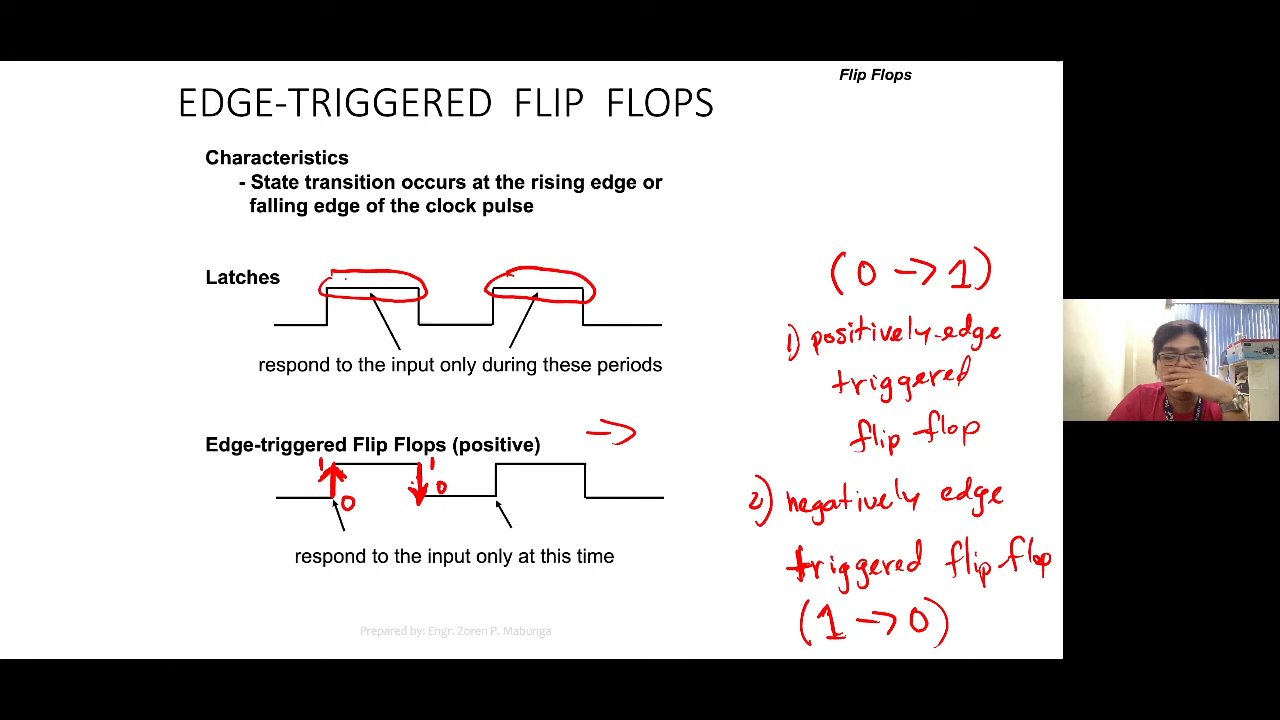 Flip Flops
EDGE-TRIGGERED FLIP FLOPS
Characteristics
- State transition occurs at the rising edge or
falling edge of the clock pulse
Latches
respond to the input only during these periods
Edge-triggered Flip Flops (positive)
1 1
0 0
respond to the input only at this time
(0 → 1)
1) positively-edge
triggered
flip flop
2) negatively edge
triggered flip flop
(1 → 0)
Prepared by: Engr. Zoren P. Mabunga